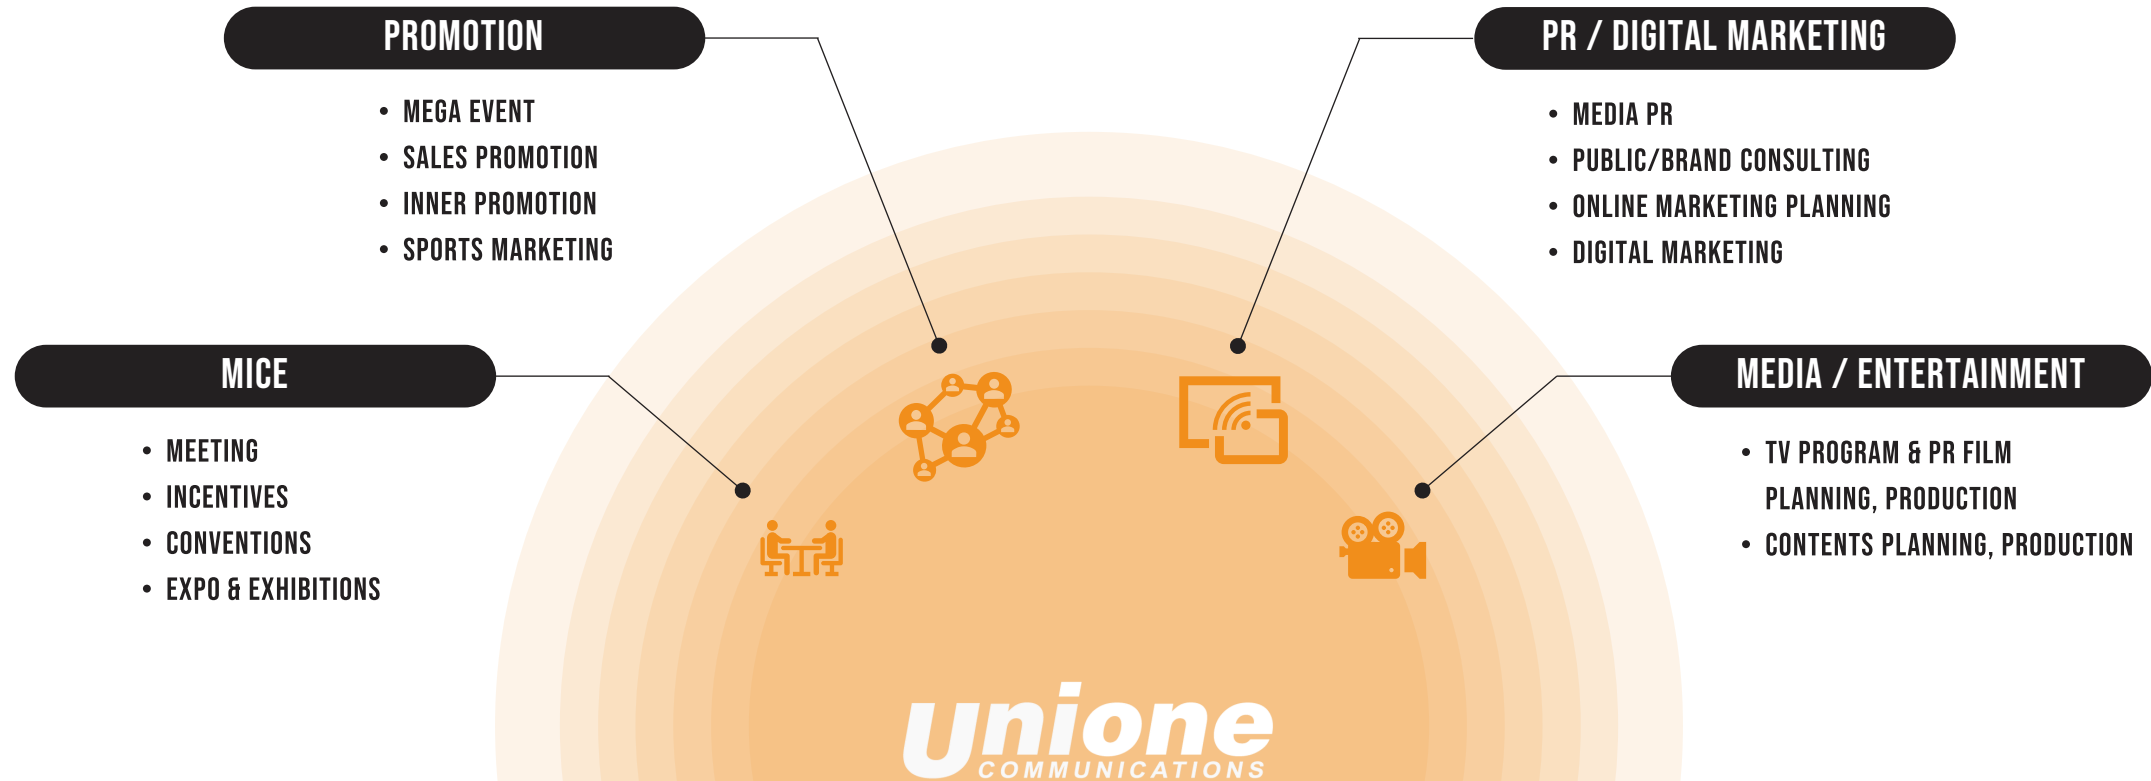 PROMOTION
• MEGA EVENT
• SALES PROMOTION
• INNER PROMOTION
• SPORTS MARKETING
PR / DIGITAL MARKETING
• MEDIA PR
• PUBLIC/BRAND CONSULTING
• ONLINE MARKETING PLANNING
• DIGITAL MARKETING
MICE
• MEETING
• INCENTIVES
• CONVENTIONS
• EXPO & EXHIBITIONS
MEDIA / ENTERTAINMENT
• TV PROGRAM & PR FILM
PLANNING, PRODUCTION
• CONTENTS PLANNING, PRODUCTION
Unione
COMMUNICATIONS